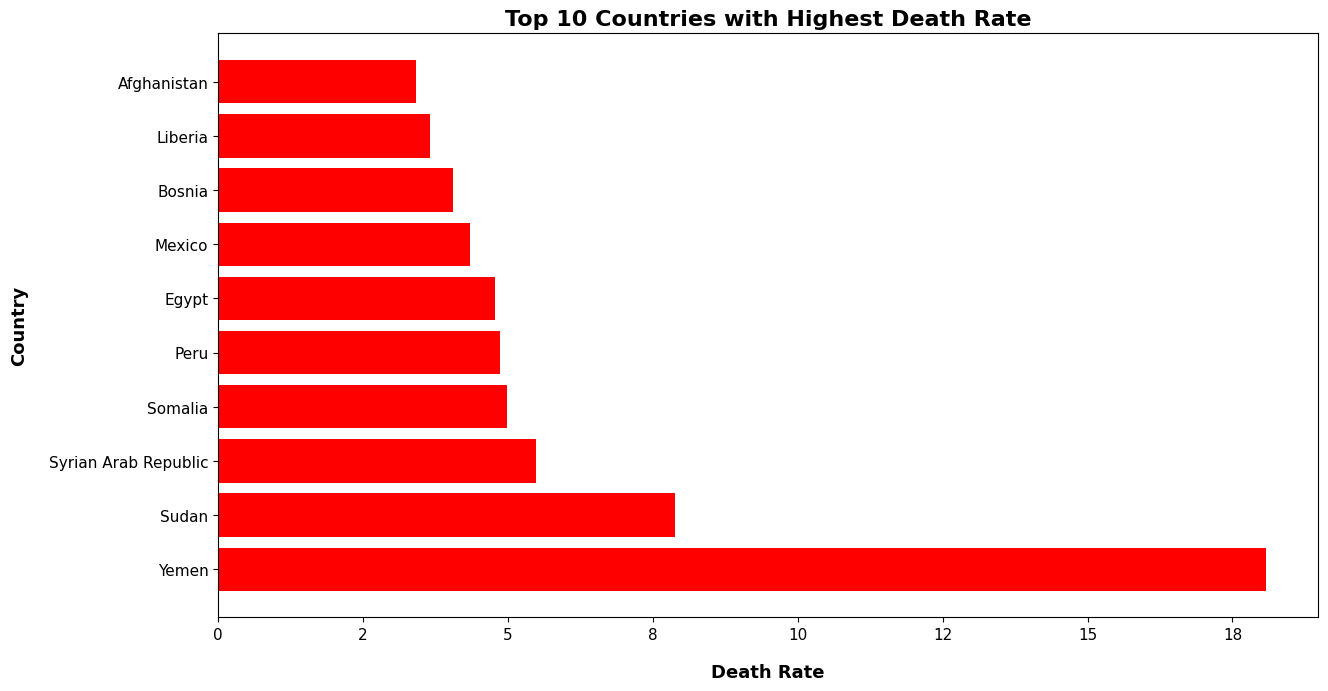 Top 10 Countries with Highest Death Rate
Country
Afghanistan
Liberia
Bosnia
Mexico
Egypt
Peru
Somalia
Syrian Arab Republic
Sudan
Yemen
0 2 5 8 10 12 15 18
Death Rate